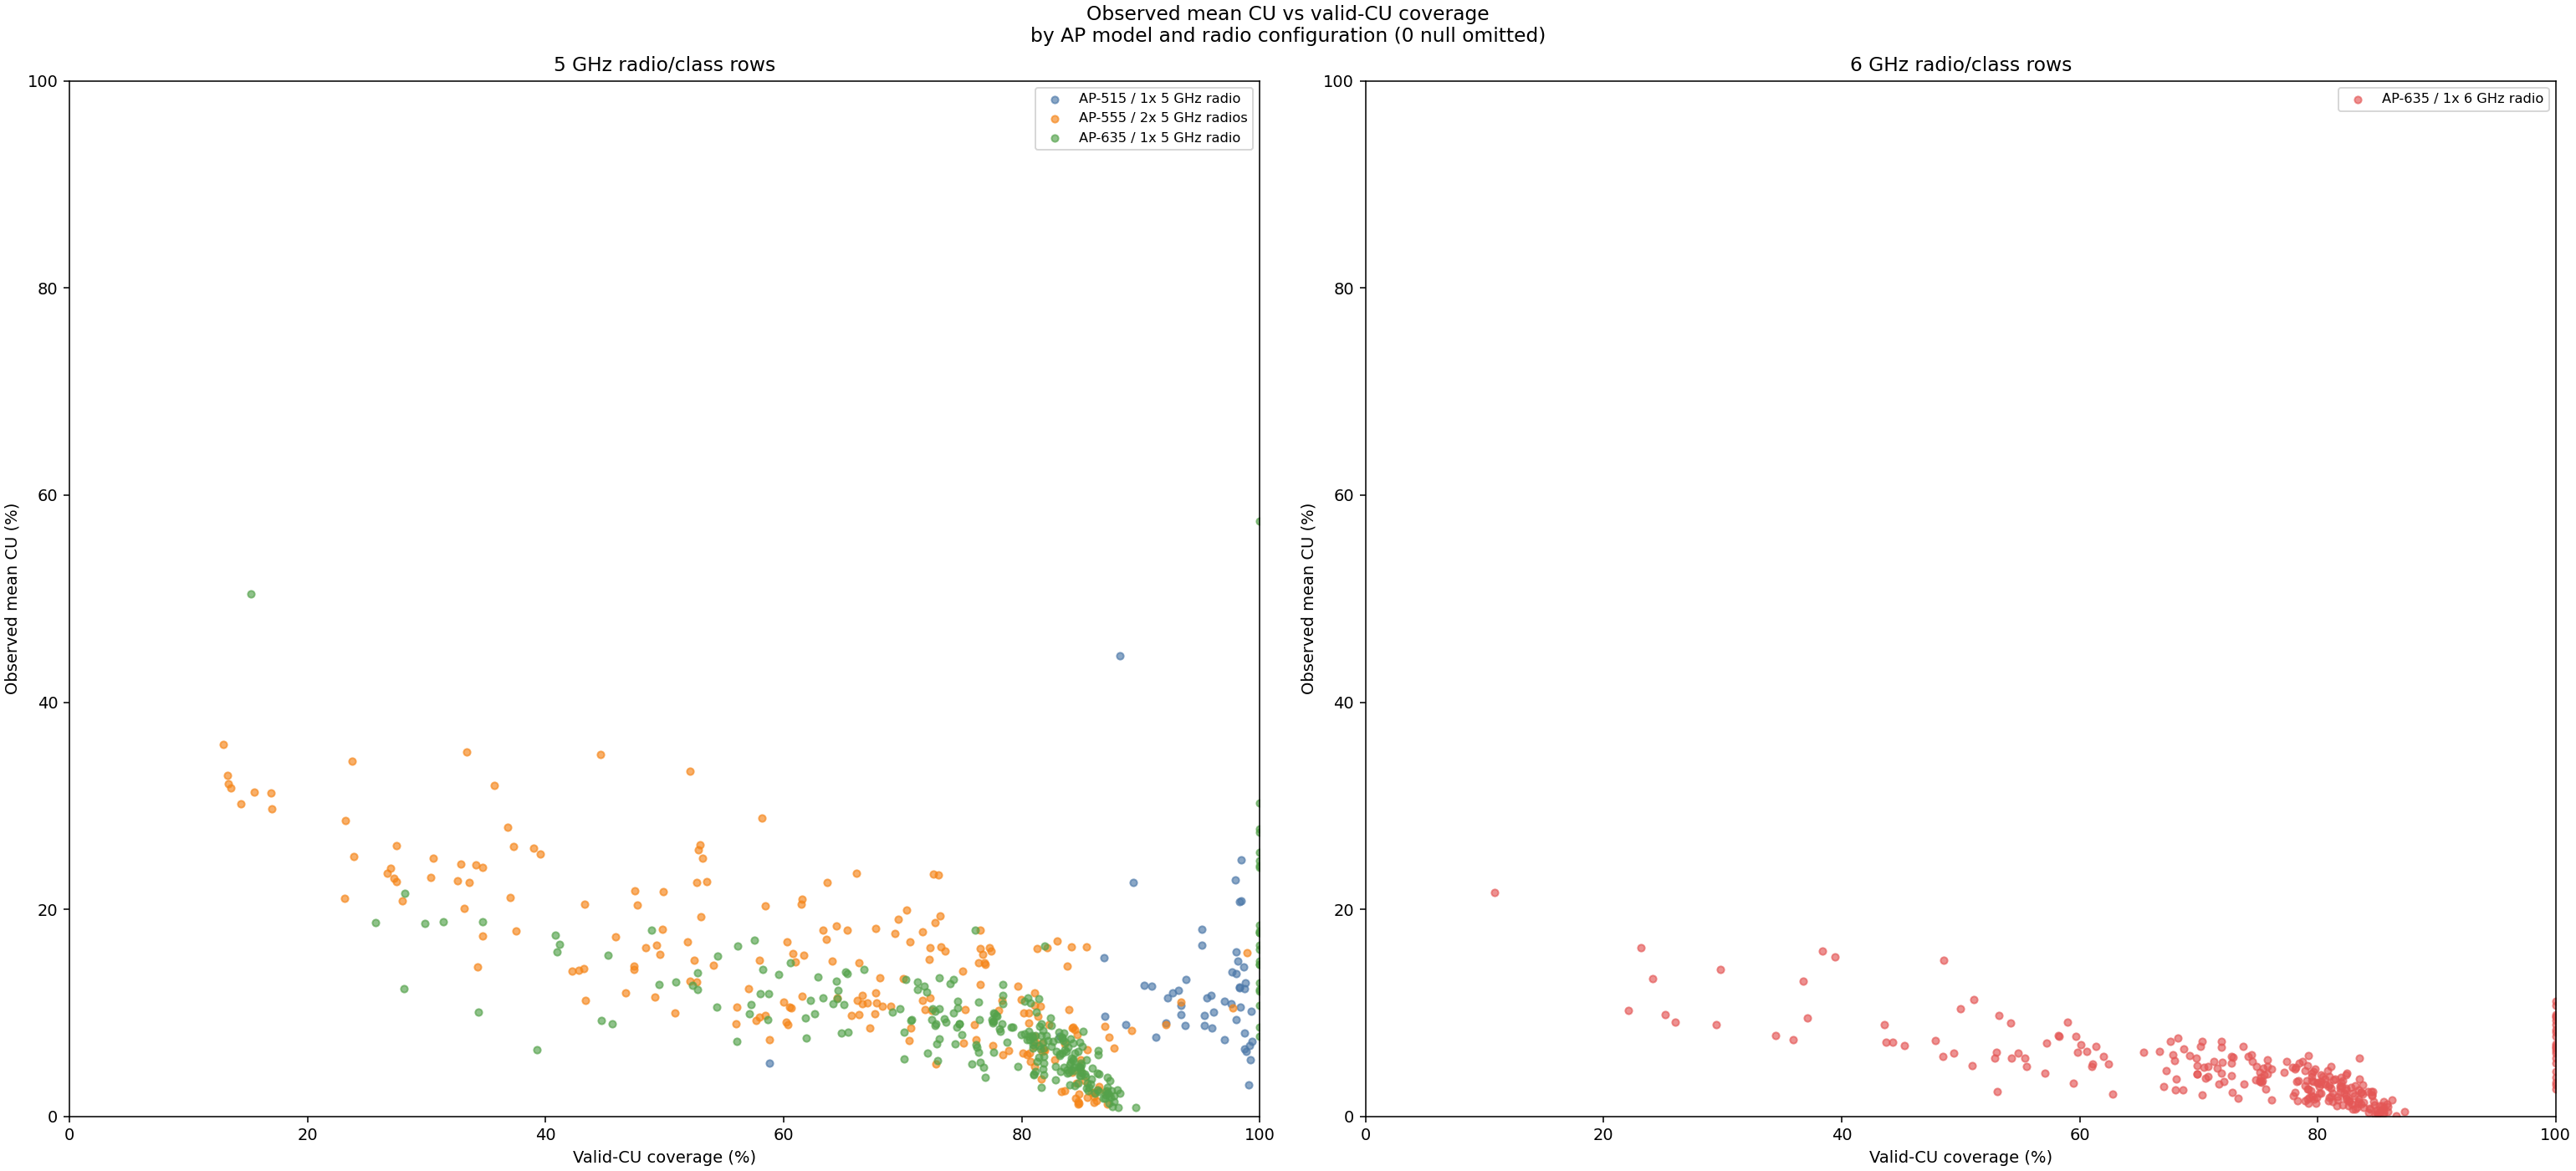 Observed mean CU vs valid-CU coverage
by AP model and radio configuration (0 null omitted)
5 GHz radio/class rows
100
80
60
40
20
0
Observed mean CU (%)
AP-515 / 1x 5 GHz radio
AP-555 / 2x 5 GHz radios
AP-635 / 1x 5 GHz radio
0 20 40 60 80 100
Valid-CU coverage (%)
6 GHz radio/class rows
100
80
60
40
20
0
Observed mean CU (%)
AP-635 / 1x 6 GHz radio
0 20 40 60 80 100
Valid-CU coverage (%)